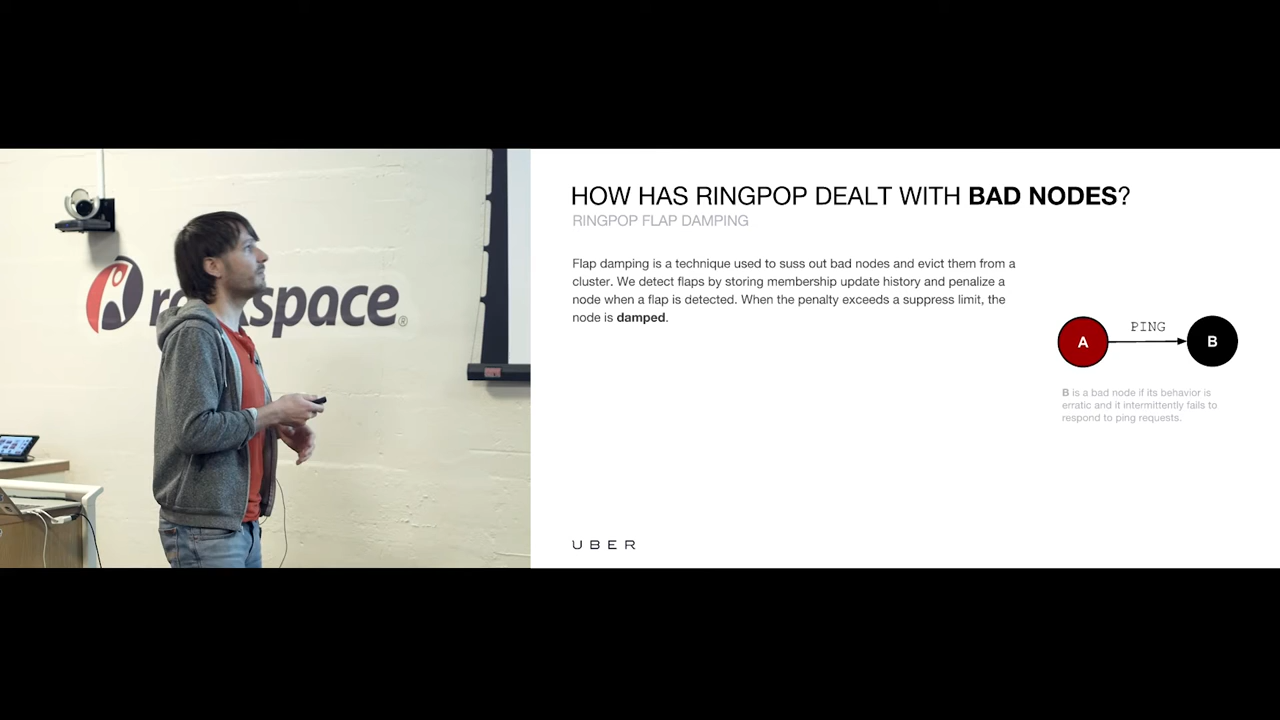 rackspace®
HOW HAS RINGPOP DEALT WITH BAD NODES?
RINGPOP FLAP DAMPING
Flap damping is a technique used to suss out bad nodes and evict them from a
cluster. We detect flaps by storing membership update history and penalize a
node when a flap is detected. When the penalty exceeds a suppress limit, the
node is damped.
A
PING
B
B is a bad node if its behavior is
erratic and it intermittently fails to
respond to ping requests.
UBER